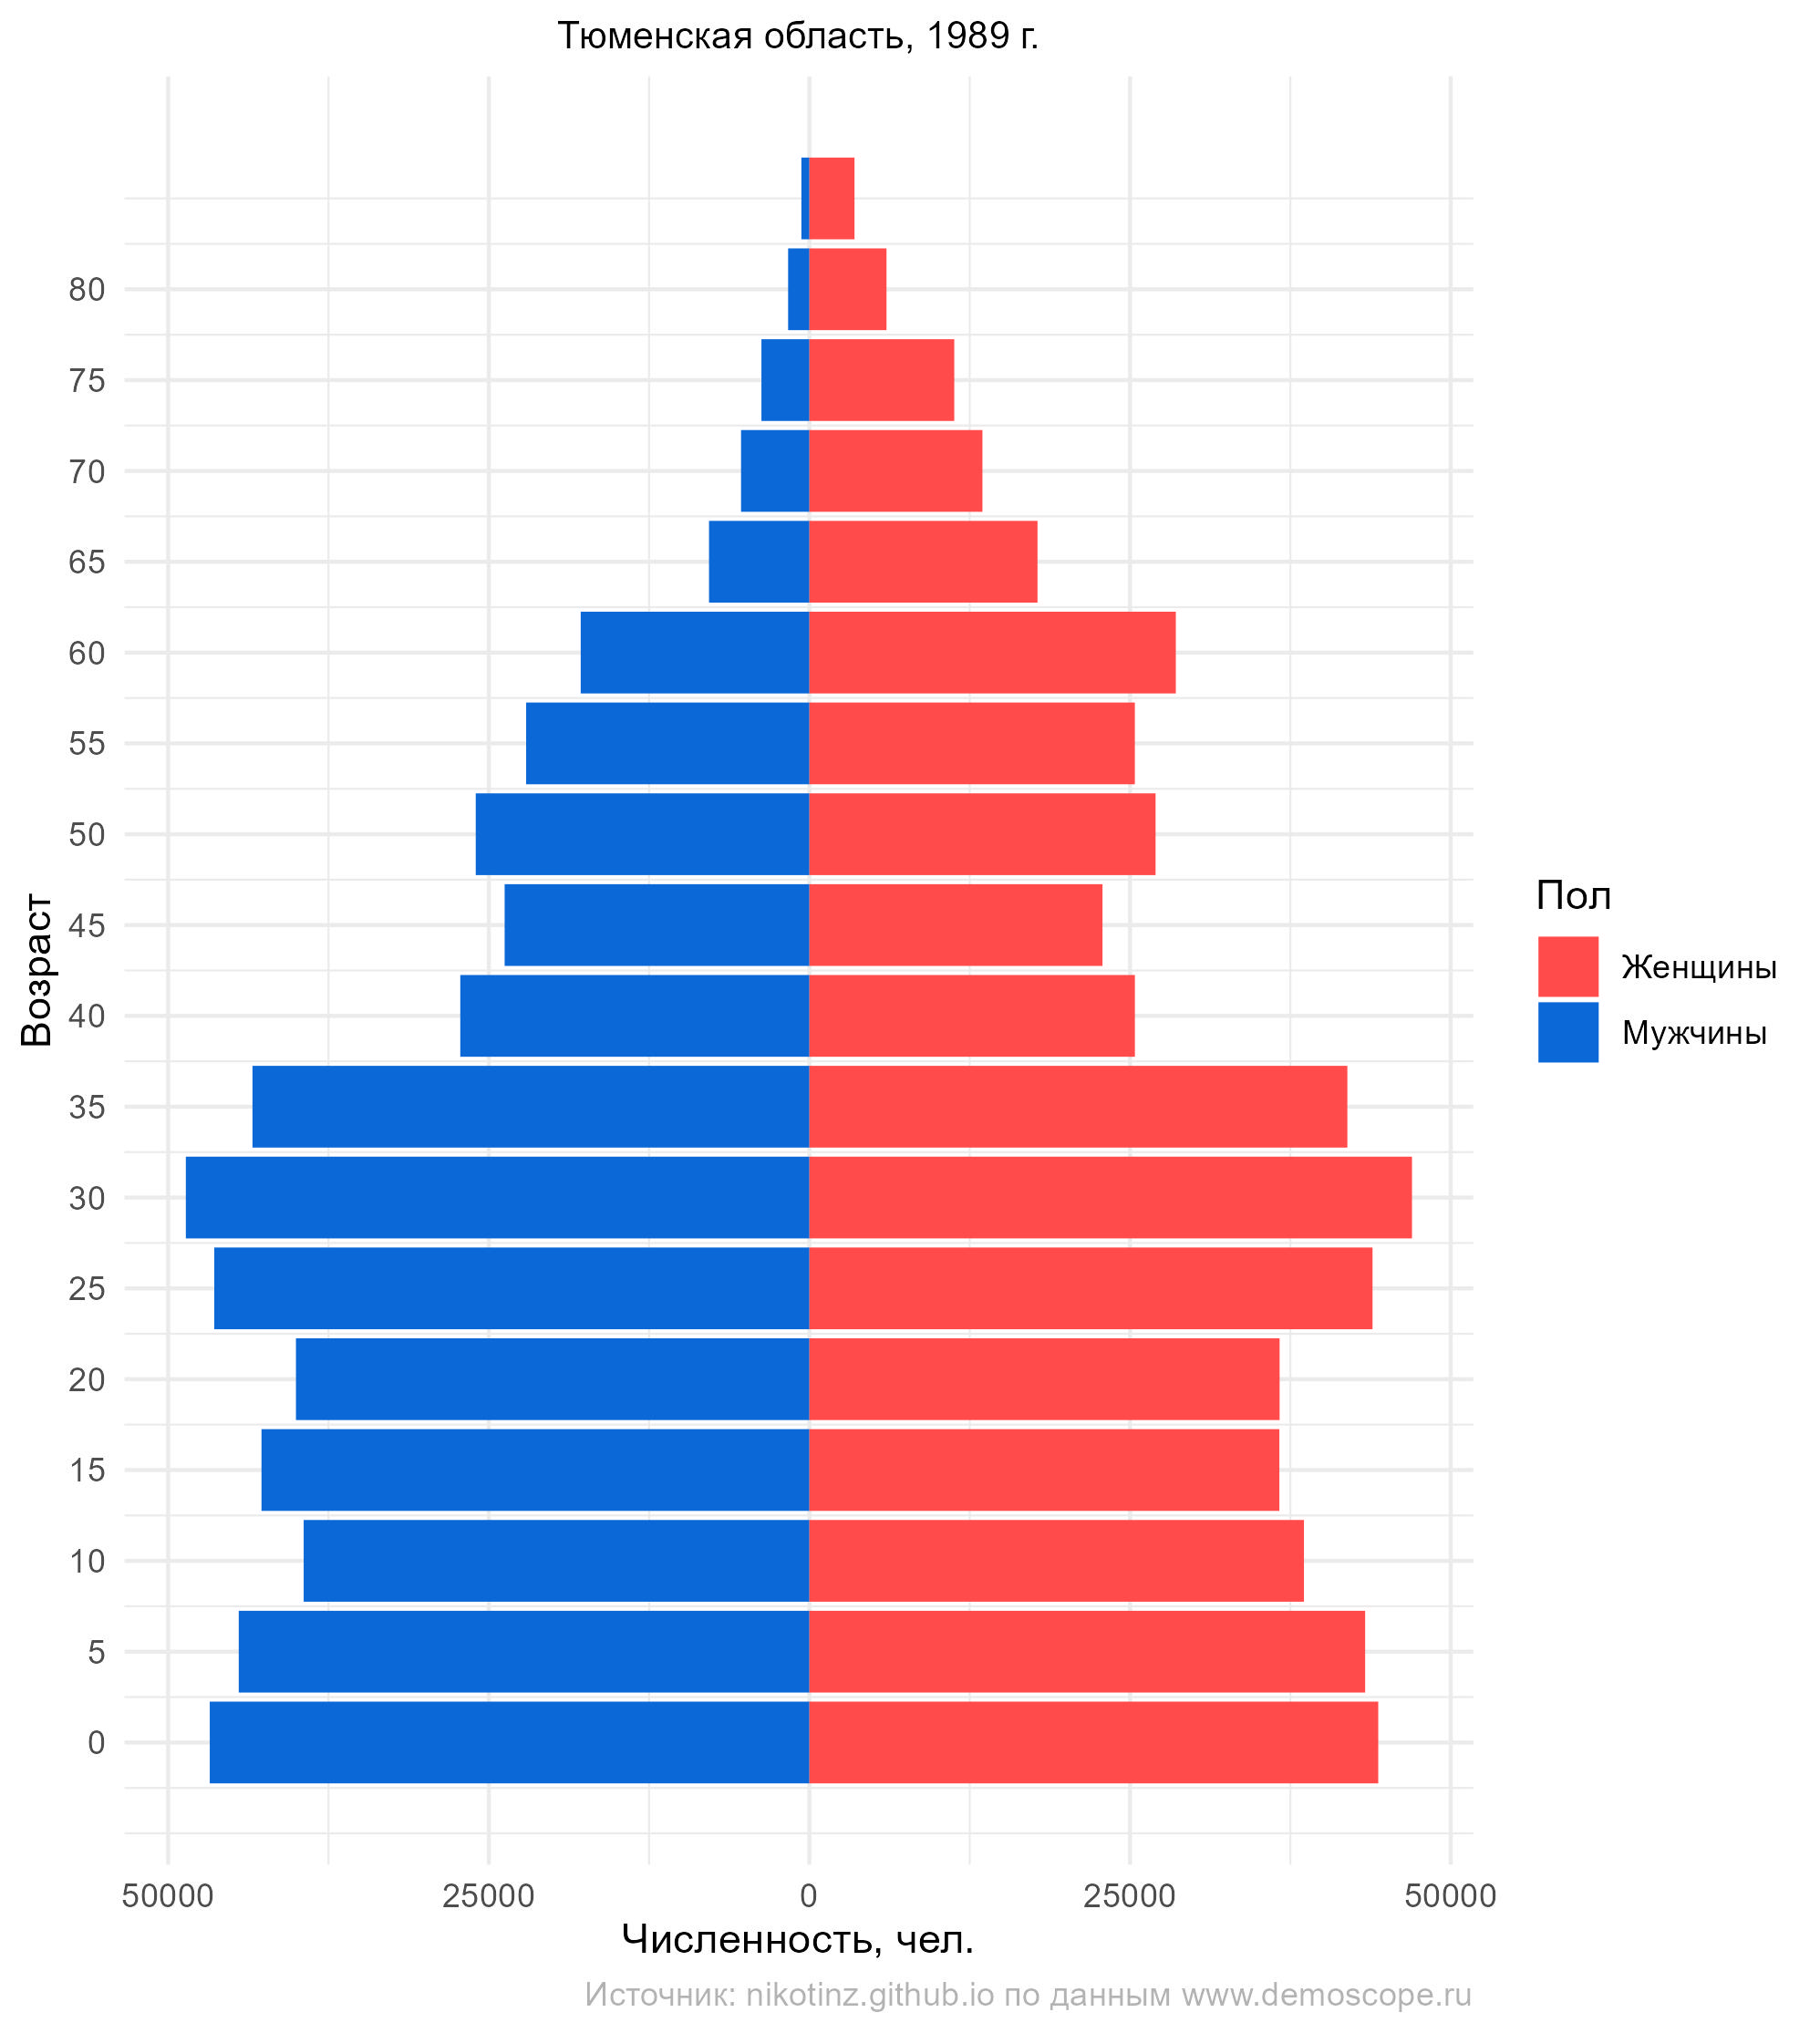 Тюменская область, 1989 г.
80
75
70
65
60
55
50
45
40
35
30
25
20
15
10
5
0
Возраст
50000 25000 0 25000 50000
Численность, чел.
Пол
Женщины
Мужчины
Источник: nikotinz.github.io по данным www.demoscope.ru